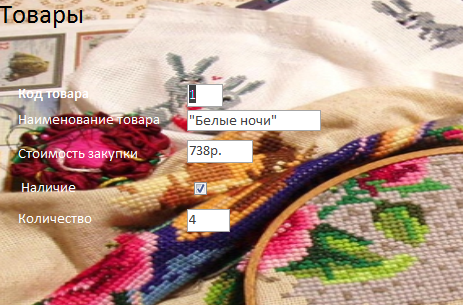 Товары
Код товара 1
Наименование товара "Белые ночи"
Стоимость закупки 738р.
Наличие
Количество 4